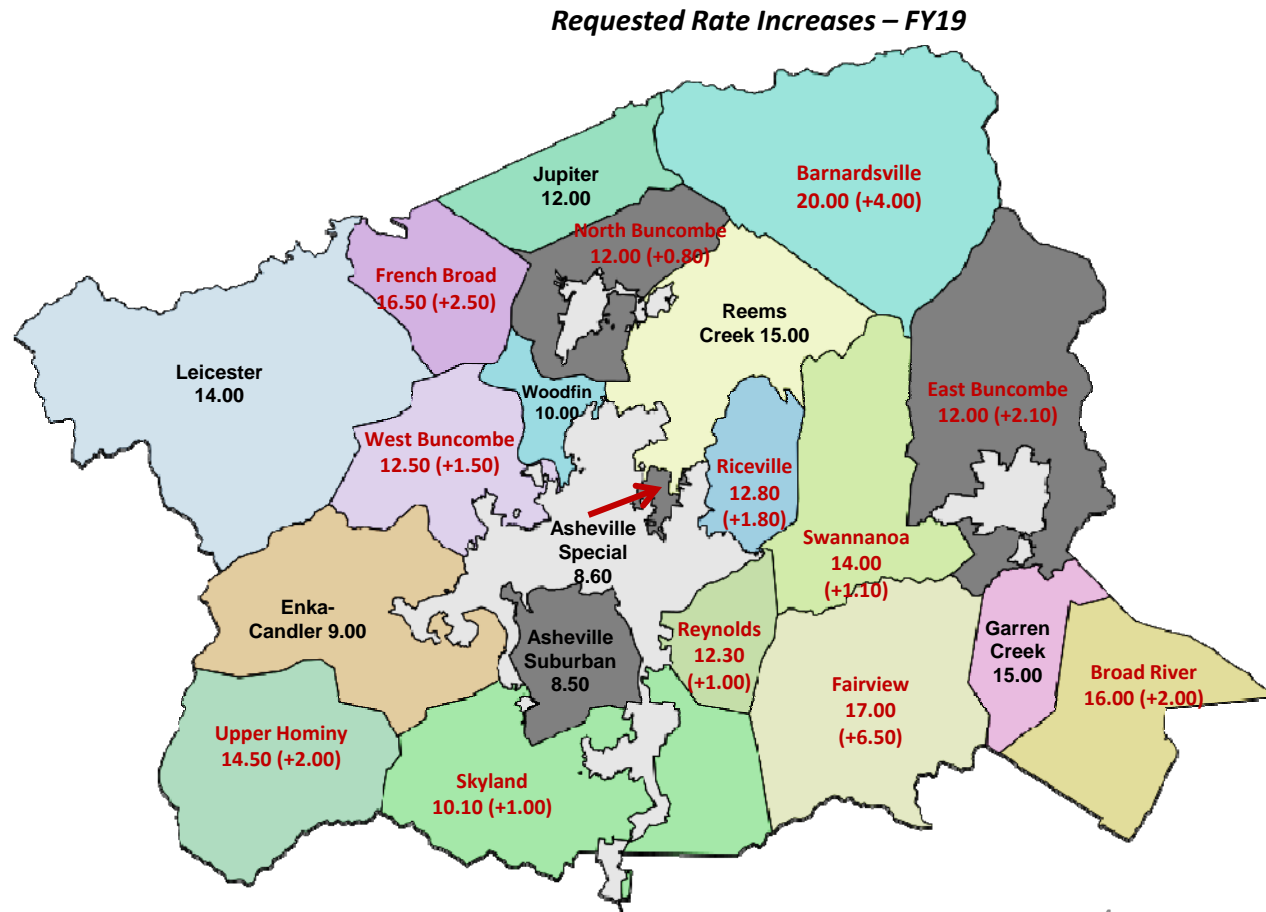 Requested Rate Increases – FY19
Barnardsville
20.00 (+4.00)
Jupiter
12.00
North Buncombe
12.00 (+0.80)
French Broad
16.50 (+2.50)
Reems
Creek 15.00
Leicester
14.00
Woodfin
10.00
East Buncombe
12.00 (+2.10)
West Buncombe
12.50 (+1.50)
Riceville
12.80
(+1.80)
Asheville
Special
8.60
Swannanoa
14.00
(+1.10)
Enka-
Candler 9.00
Asheville
Suburban
8.50
Reynolds
12.30
(+1.00)
Garren
Creek
15.00
Broad River
16.00 (+2.00)
Fairview
17.00
(+6.50)
Upper Hominy
14.50 (+2.00)
Skyland
10.10 (+1.00)